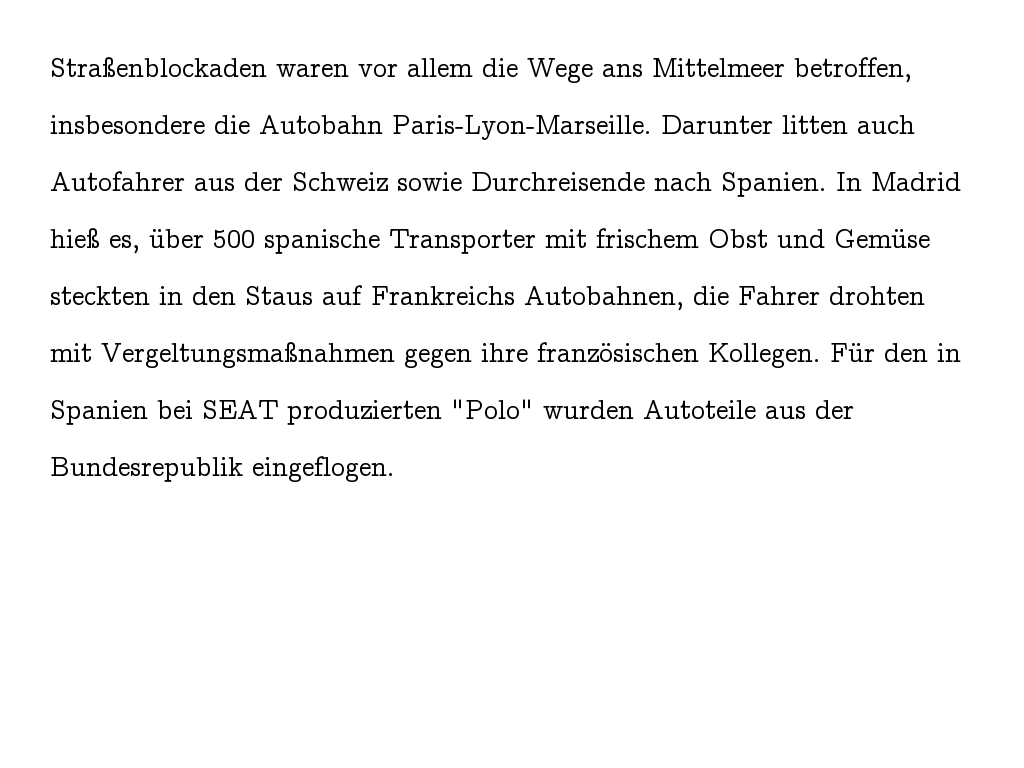 Straßenblockaden waren vor allem die Wege ans Mittelmeer betroffen,
insbesondere die Autobahn Paris-Lyon-Marseille. Darunter litten auch
Autofahrer aus der Schweiz sowie Durchreisende nach Spanien. In Madrid
hieß es, über 500 spanische Transporter mit frischem Obst und Gemüse
steckten in den Staus auf Frankreichs Autobahnen, die Fahrer drohten
mit Vergeltungsmaßnahmen gegen ihre französischen Kollegen. Für den in
Spanien bei SEAT produzierten "Polo" wurden Autoteile aus der
Bundesrepublik eingeflogen.